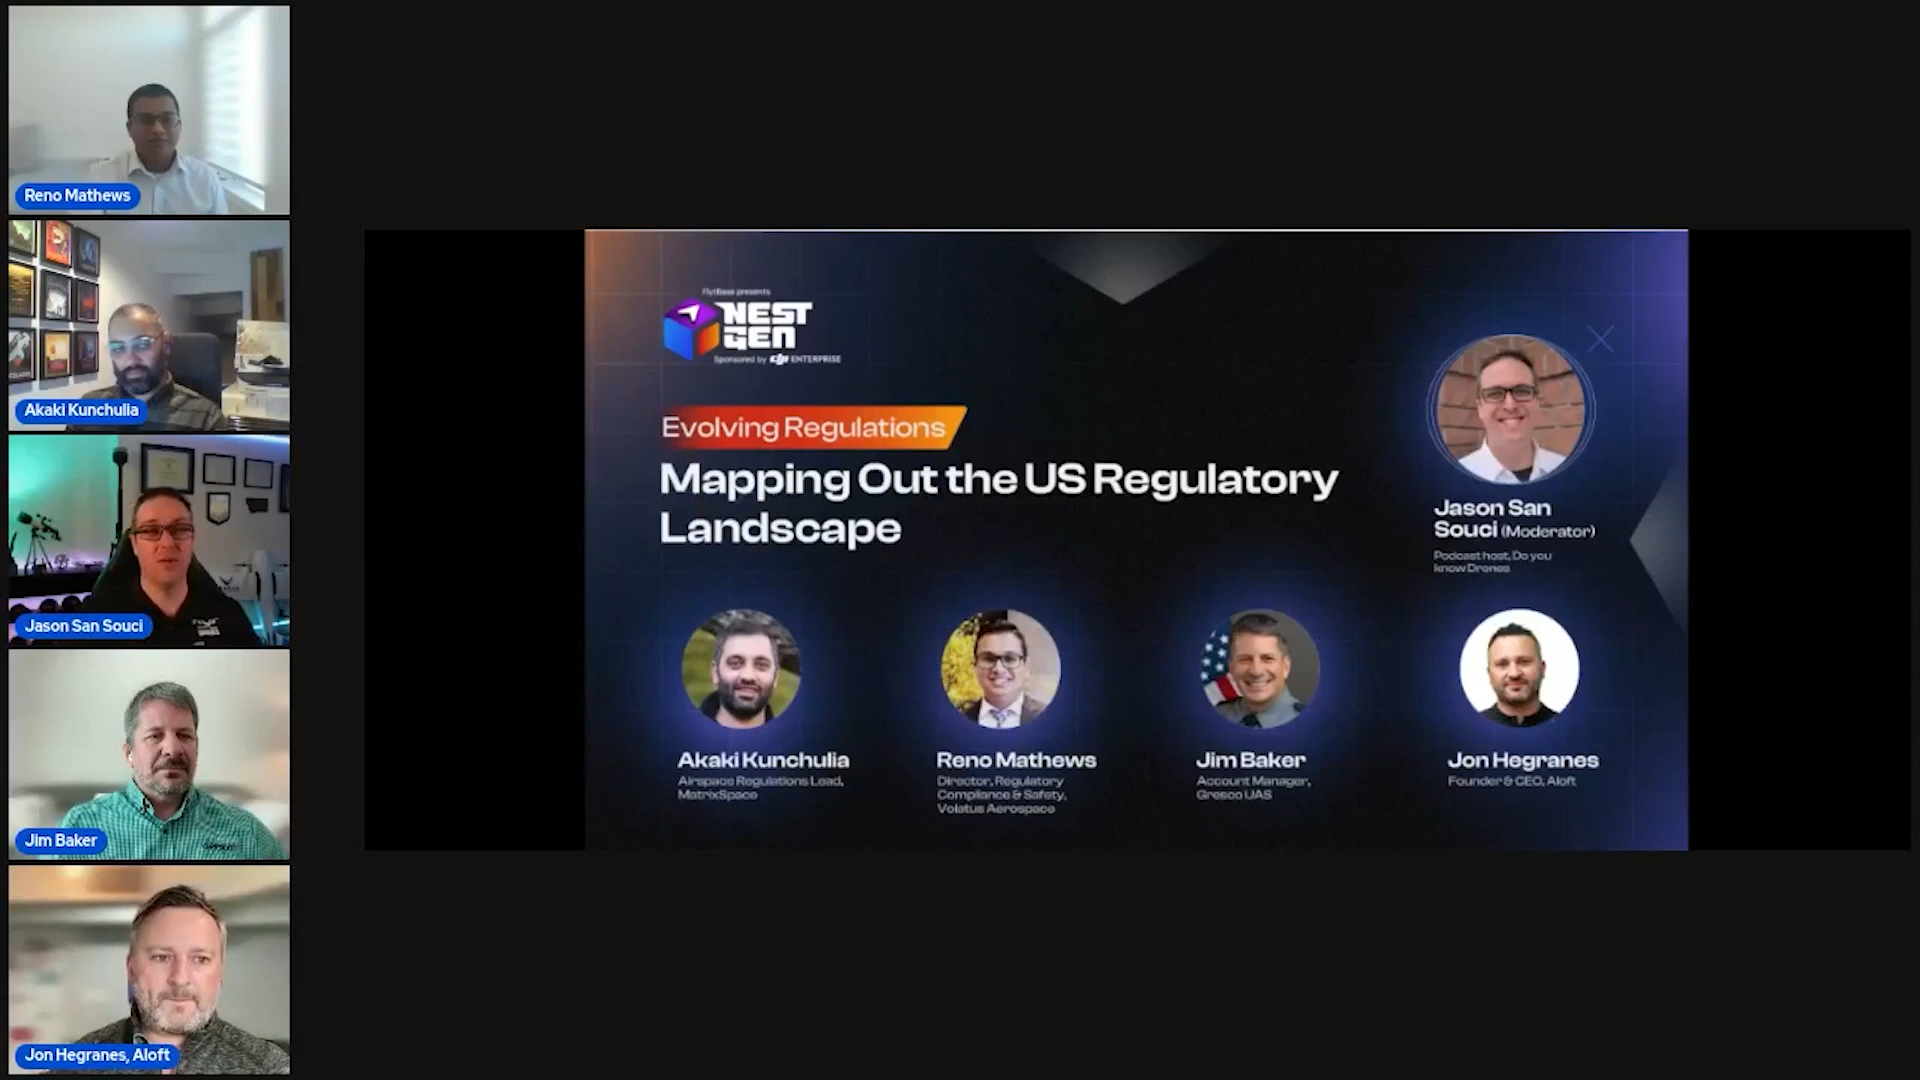 Reno Mathews
Akaki Kunchulia
Jason San Souci
Jim Baker
Jon Hegranes, Aloft
FlytBase presents
NEST
GEN
Sponsored by dji ENTERPRISE
Evolving Regulations
Mapping Out the US Regulatory
Landscape
Jason San
Souci (Moderator)
Podcast host, Do you
know Drones
Akaki Kunchulia
Airspace Regulations Lead,
MatrixSpace
Reno Mathews
Director, Regulatory
Compliance & Safety,
Volatus Aerospace
Jim Baker
Account Manager,
Gresco UAS
Jon Hegranes
Founder & CEO, Aloft